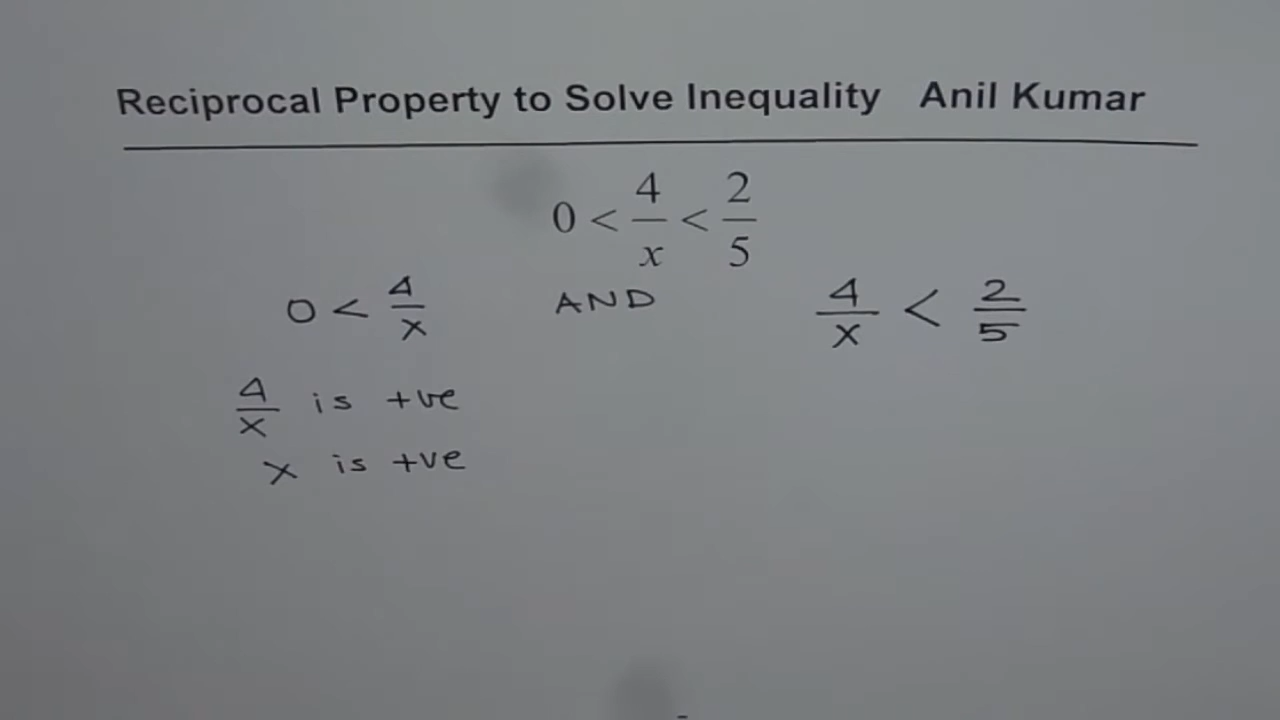 Reciprocal Property to Solve Inequality Anil Kumar
0 < 4/x < 2/5
0 < 4/x AND 4/x < 2/5
4/x is +ve
x is +ve